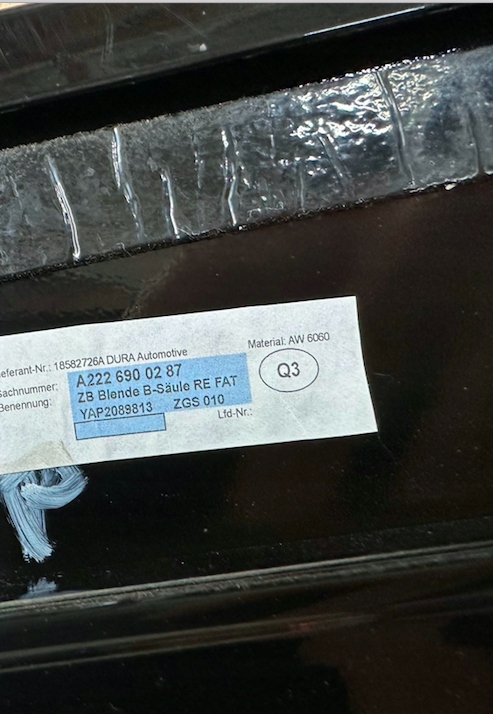 eferant-Nr.: 18582726A DURA Automotive
Material: AW 6060
achnummer: A222 690 02 87
Benennung: ZB Blende B-Säule RE FAT
YAP2089813 ZGS 010
Lfd-Nr.:
Q3